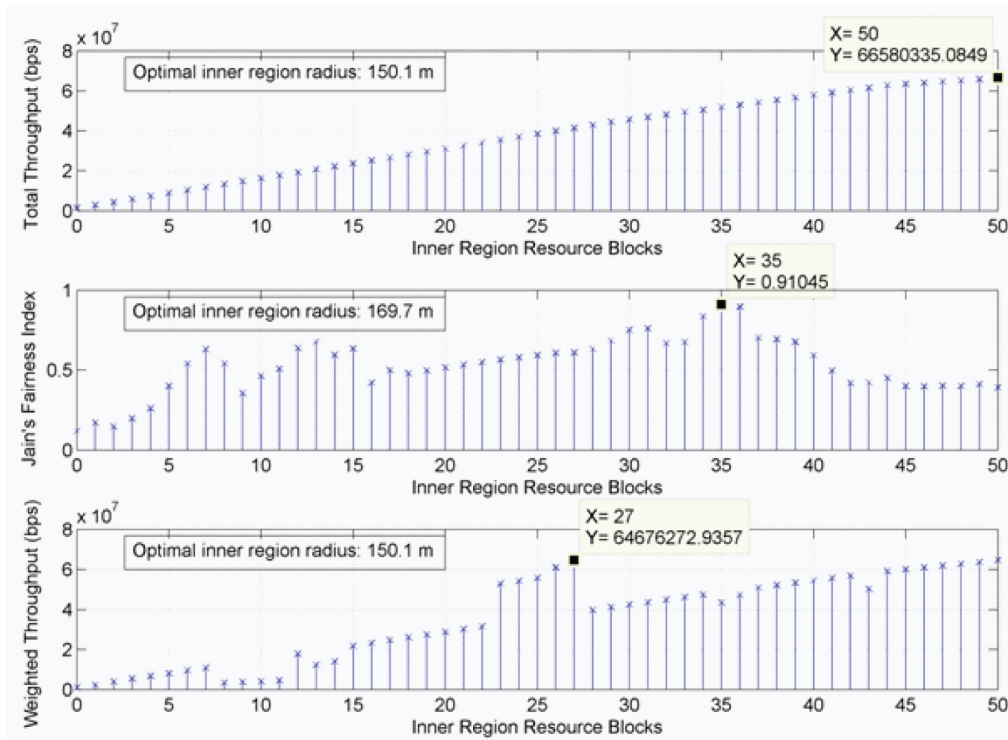 x 10^7
X= 50
Y= 66580335.0849
Optimal inner region radius: 150.1 m
Total Throughput (bps)
8
6
4
2
0
0 5 10 15 20 25 30 35 40 45 50
Inner Region Resource Blocks
X= 35
Y= 0.91045
Optimal inner region radius: 169.7 m
Jain's Fairness Index
1
0.5
0
0 5 10 15 20 25 30 35 40 45 50
Inner Region Resource Blocks
x 10^7
X= 27
Y= 64676272.9357
Optimal inner region radius: 150.1 m
Weighted Throughput (bps)
8
6
4
2
0
0 5 10 15 20 25 30 35 40 45 50
Inner Region Resource Blocks